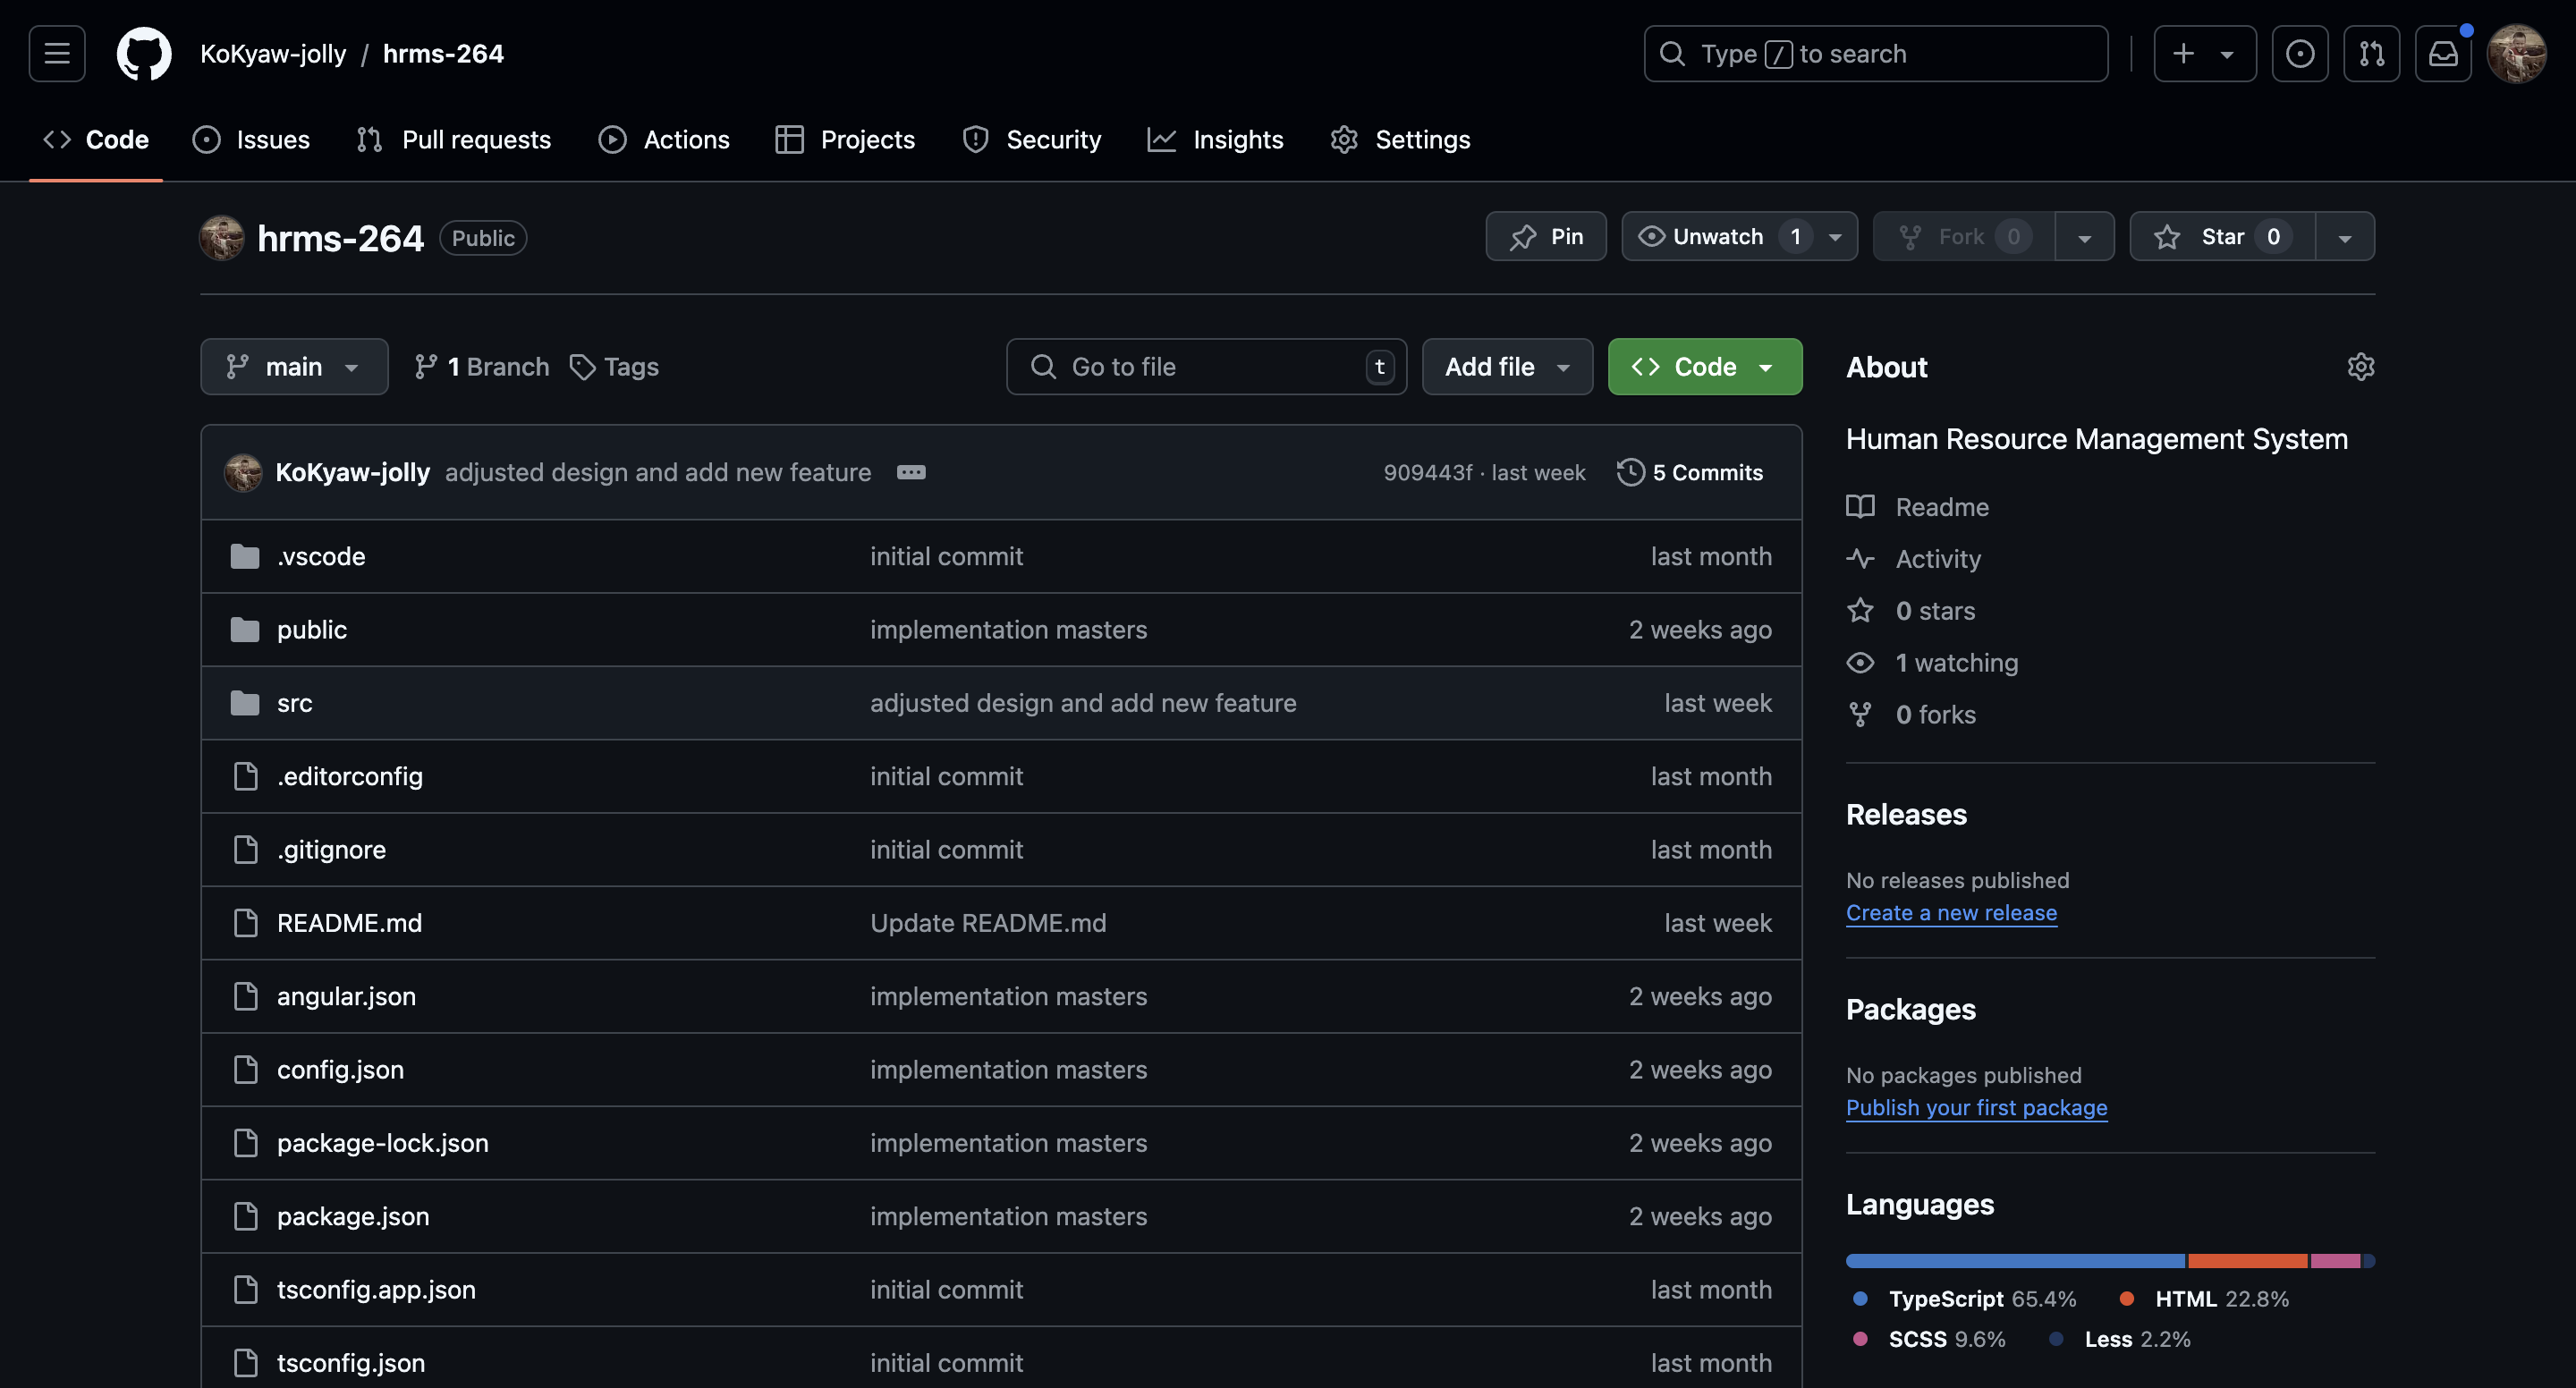 KoKyaw-jolly / hrms-264
Type / to search
Code Issues Pull requests Actions Projects Security Insights Settings
hrms-264 Public
Pin Unwatch 1 Fork 0 Star 0
main 1 Branch Tags Go to file t Add file Code
KoKyaw-jolly adjusted design and add new feature 909443f · last week 5 Commits
.vscode initial commit last month
public implementation masters 2 weeks ago
src adjusted design and add new feature last week
.editorconfig initial commit last month
.gitignore initial commit last month
README.md Update README.md last week
angular.json implementation masters 2 weeks ago
config.json implementation masters 2 weeks ago
package-lock.json implementation masters 2 weeks ago
package.json implementation masters 2 weeks ago
tsconfig.app.json initial commit last month
tsconfig.json initial commit last month
About
Human Resource Management System
Readme
Activity
0 stars
1 watching
0 forks
Releases
No releases published
Create a new release
Packages
No packages published
Publish your first package
Languages
TypeScript 65.4% HTML 22.8%
SCSS 9.6% Less 2.2%